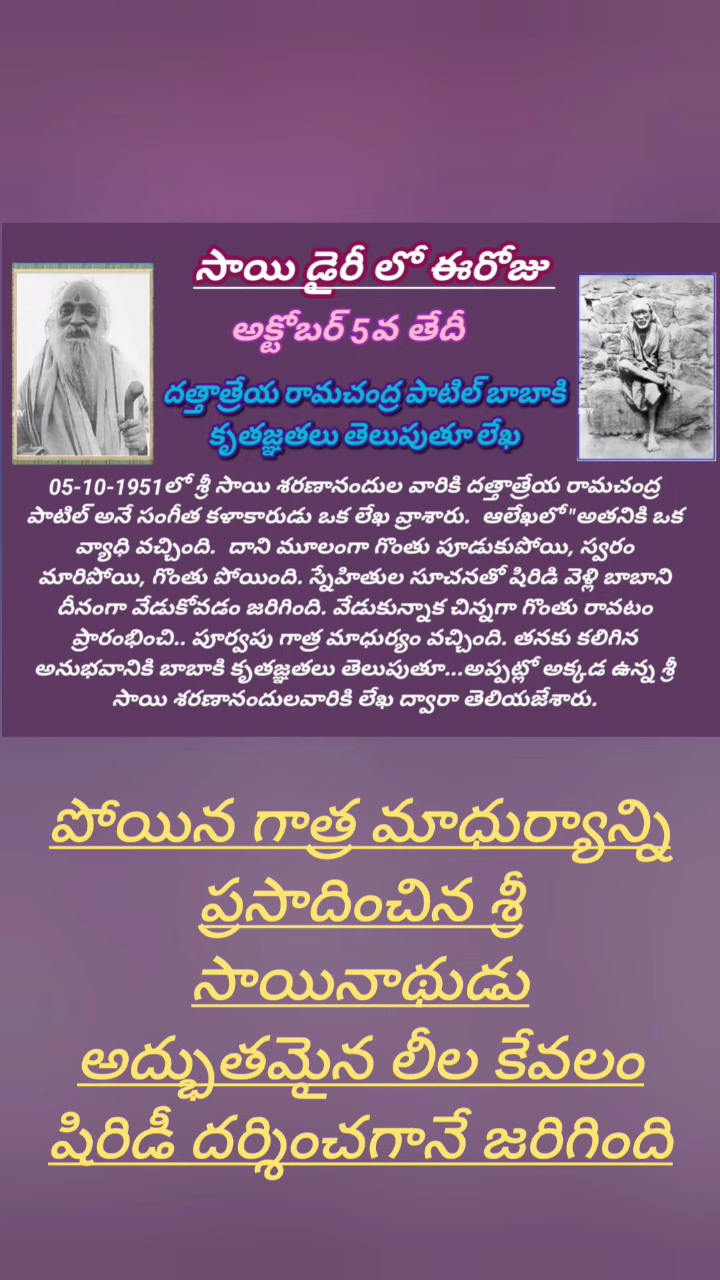 సాయి డైరీ లో ఈరోజు
అక్టోబర్ 5వ తేదీ
దత్తాత్రేయ రామచంద్ర పాటిల్ బాబాకి
కృతజ్ఞతలు తెలుపుతూ లేఖ
05-10-1951లో శ్రీ సాయి శరణానందుల వారికి దత్తాత్రేయ రామచంద్ర
పాటిల్ అనే సంగీత కళాకారుడు ఒక లేఖ వ్రాశారు. ఆలేఖలో "అతనికి ఒక
వ్యాధి వచ్చింది. దాని మూలంగా గొంతు పూడుకుపోయి, స్వరం
మారిపోయి, గొంతు పోయింది. స్నేహితుల సూచనతో షిరిడి వెళ్లి బాబాని
దీనంగా వేడుకోవడం జరిగింది. వేడుకున్నాక చిన్నగా గొంతు రావటం
ప్రారంభించి.. పూర్వపు గాత్ర మాధుర్యం వచ్చింది. తనకు కలిగిన
అనుభవానికి బాబాకి కృతజ్ఞతలు తెలుపుతూ...అప్పట్లో అక్కడ ఉన్న శ్రీ
సాయి శరణానందులవారికి లేఖ ద్వారా తెలియజేశారు.
పోయిన గాత్ర మాధుర్యాన్ని
ప్రసాదించిన శ్రీ
సాయినాథుడు
అద్భుతమైన లీల కేవలం
షిరిడీ దర్శించగానే జరిగింది